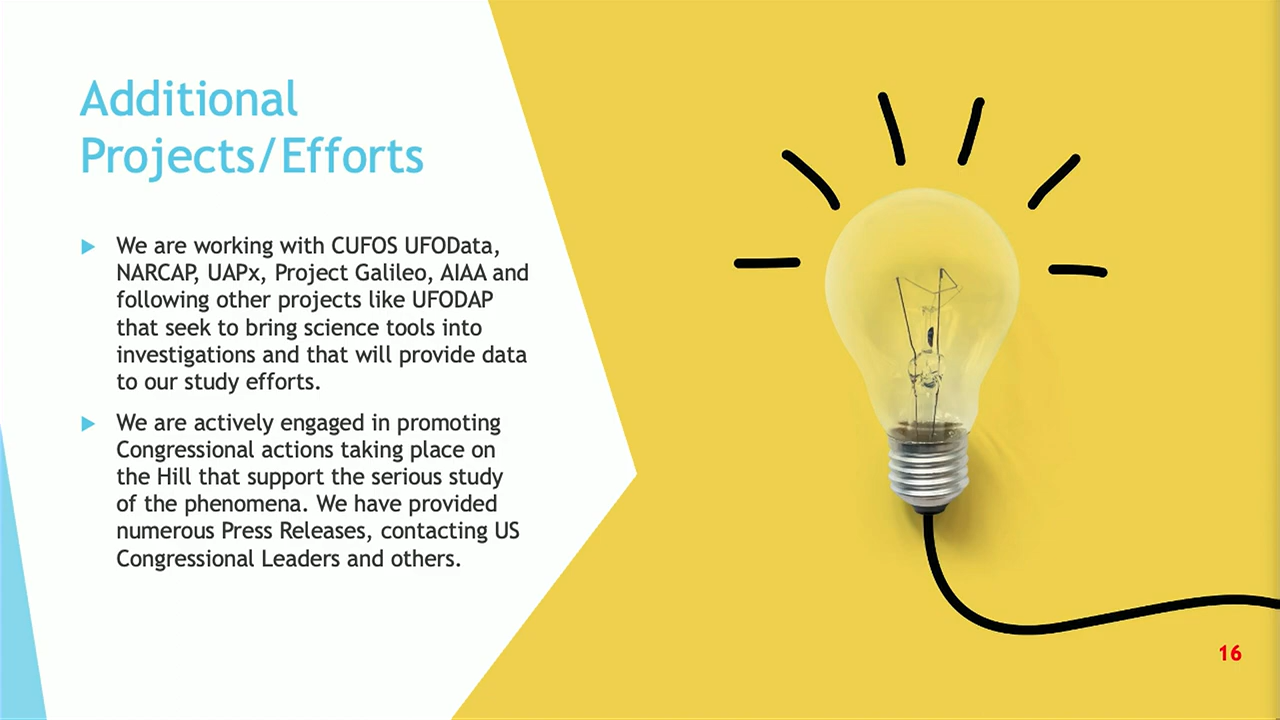 Additional
Projects/Efforts
We are working with CUFOS UFOData,
NARCAP, UAPx, Project Galileo, AIAA and
following other projects like UFODAP
that seek to bring science tools into
investigations and that will provide data
to our study efforts.
We are actively engaged in promoting
Congressional actions taking place on
the Hill that support the serious study
of the phenomena. We have provided
numerous Press Releases, contacting US
Congressional Leaders and others.
16